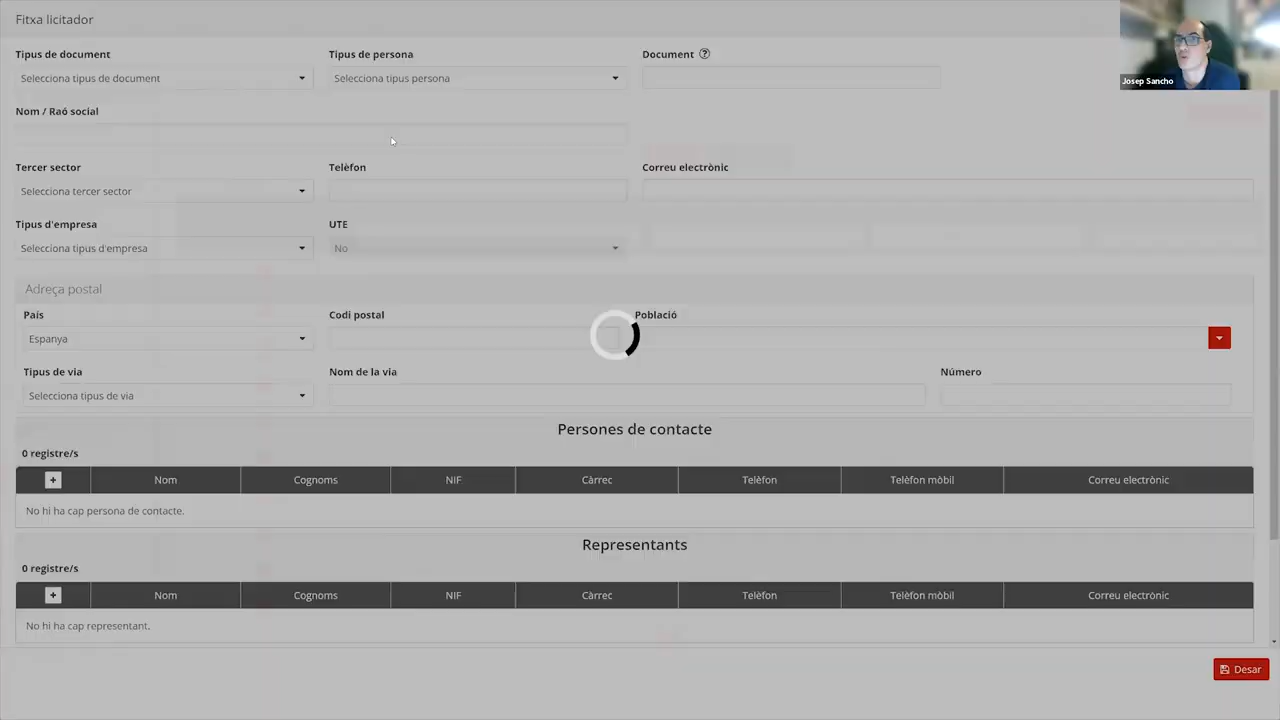 Fitxa licitador
Josep Sancho
Tipus de document
Tipus de persona
Document ?
Selecciona tipus de document
Selecciona tipus persona
Nom / Raó social
Tercer sector
Telèfon
Correu electrònic
Selecciona tercer sector
Tipus d'empresa
UTE
Selecciona tipus d'empresa
No
Adreça postal
País
Codi postal
Població
Espanya
Tipus de via
Nom de la via
Número
Selecciona tipus de via
Persones de contacte
0 registre/s
+ Nom Cognoms NIF Càrrec Telèfon Telèfon mòbil Correu electrònic
No hi ha cap persona de contacte.
Representants
0 registre/s
+ Nom Cognoms NIF Càrrec Telèfon Telèfon mòbil Correu electrònic
No hi ha cap representant.
Desar